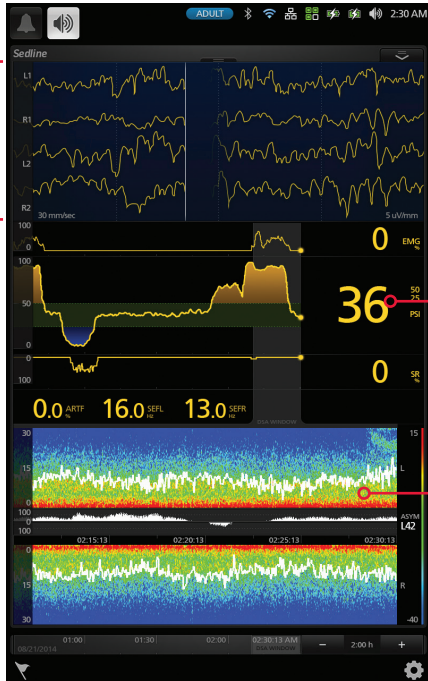 ADULT 2:30 AM
Sedline
L1
R1
L2
R2
30 mm/sec 5 uV/mm
100
0
0 EMG %
100
50
0
36 50 25 PSI
0
100
0 SR %
0.0 ARTF % 16.0 SEFL Hz 13.0 SEFR Hz
DSA WINDOW
30 15
15 L
0
100
0
100
ASYM
L42
02:15:13 02:20:13 02:25:13 02:30:13
0
15 R
30 -40
01:00 01:30 02:00 02:30:13 AM
08/21/2014 DSA WINDOW
− 2:00 h +